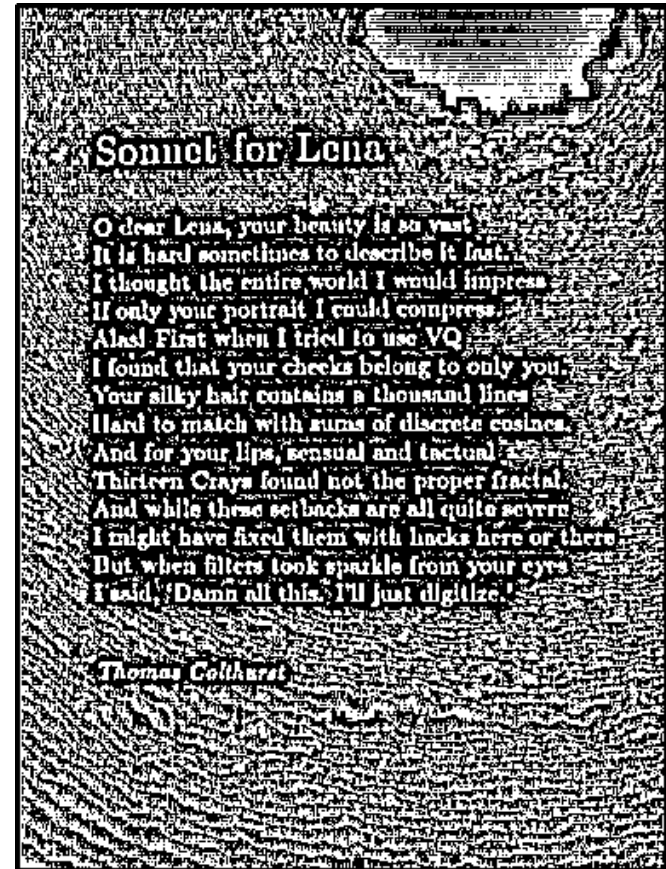 Sonnet for Lena
O dear Lena, your beauty is so vast
It is hard sometimes to describe it fast.
I thought the entire world I would impress
If only your portrait I could compress.
Alas! First when I tried to use VQ
I found that your cheeks belong to only you.
Your silky hair contains a thousand lines
Hard to match with sums of discrete cosines.
And for your lips, sensual and tactual
Thirteen Crays found not the proper fractal.
And while these setbacks are all quite severe
I might have fixed them with hacks here or there
But when filters took sparkle from your eyes
I said, 'Damn all this. I'll just digitize.'
Thomas Colthurst